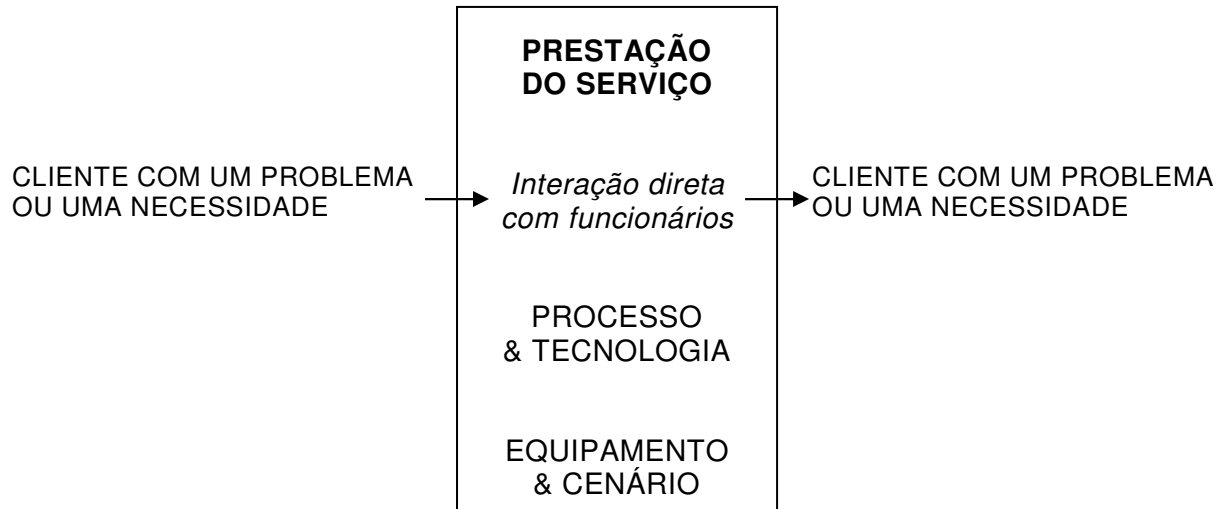 PRESTAÇÃO
DO SERVIÇO
CLIENTE COM UM PROBLEMA
OU UMA NECESSIDADE
Interação direta
com funcionários
CLIENTE COM UM PROBLEMA
OU UMA NECESSIDADE
PROCESSO
& TECNOLOGIA
EQUIPAMENTO
& CENÁRIO